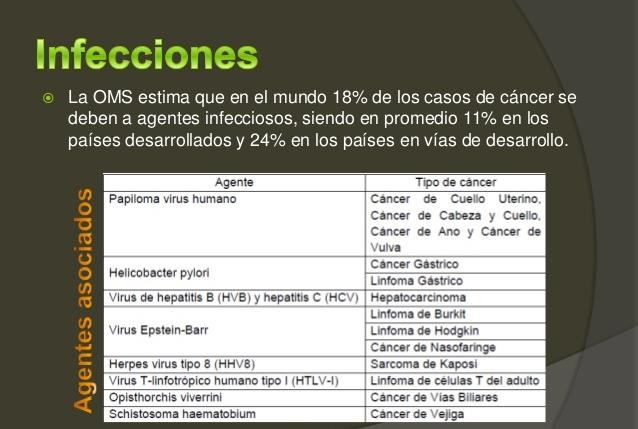 Infecciones
La OMS estima que en el mundo 18% de los casos de cáncer se
deben a agentes infecciosos, siendo en promedio 11% en los
países desarrollados y 24% en los países en vías de desarrollo.
Agentes asociados
Agente Tipo de cáncer
Papiloma virus humano Cáncer de Cuello Uterino,
Cáncer de Cabeza y Cuello,
Cáncer de Ano y Cáncer de
Vulva
Helicobacter pylori Cáncer Gástrico
Linfoma Gástrico
Virus de hepatitis B (HVB) y hepatitis C (HCV) Hepatocarcinoma
Virus Epstein-Barr Linfoma de Burkit
Linfoma de Hodgkin
Cáncer de Nasofaringe
Herpes virus tipo 8 (HHV8) Sarcoma de Kaposi
Virus T-linfotrópico humano tipo I (HTLV-I) Linfoma de células T del adulto
Opisthorchis viverrini Cáncer de Vías Biliares
Schistosoma haematobium Cáncer de Vejiga